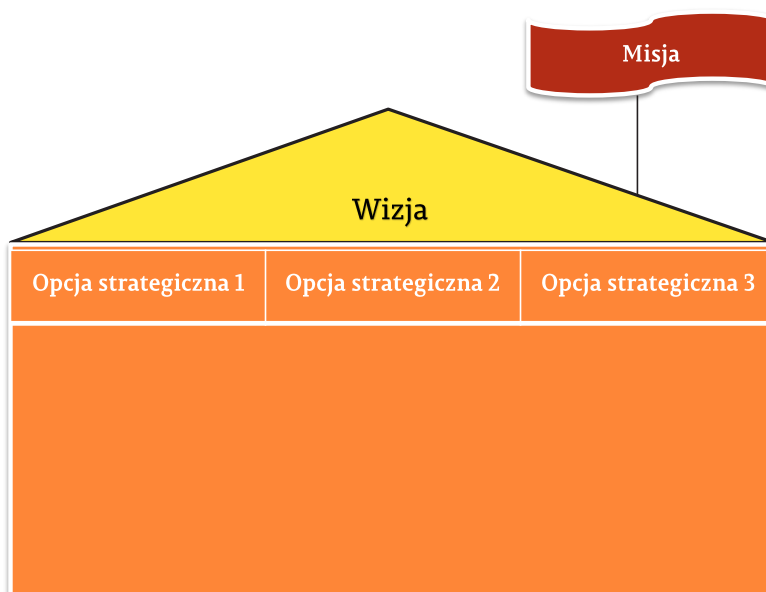 Misja
Wizja
Opcja strategiczna 1
Opcja strategiczna 2
Opcja strategiczna 3